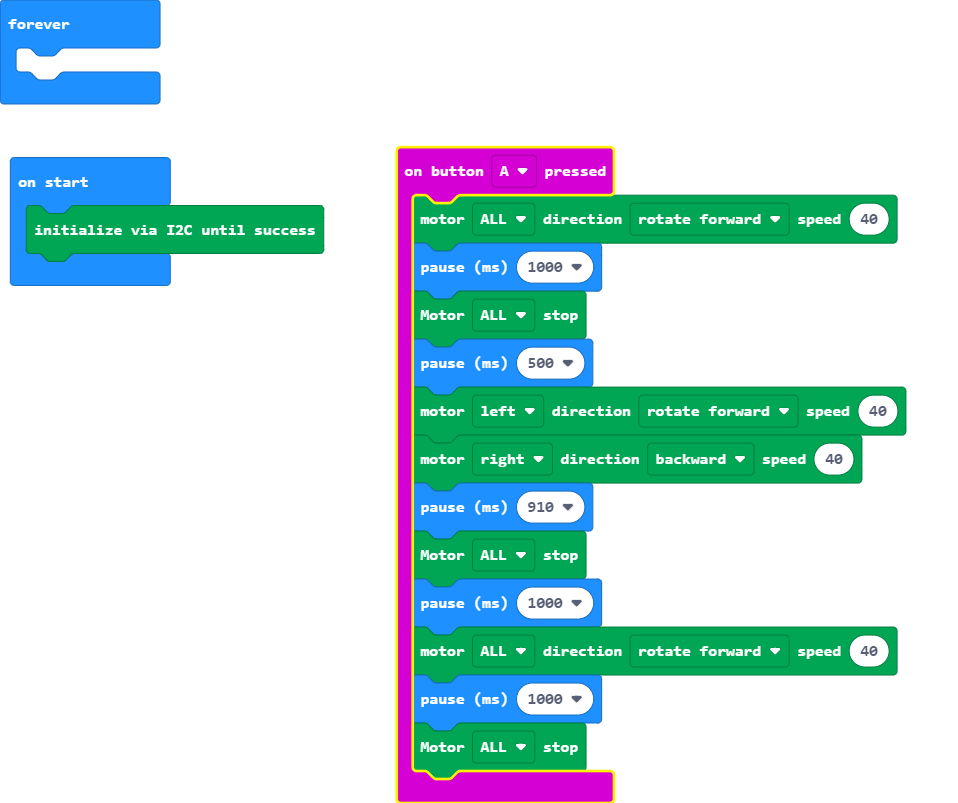 forever
on start
initialize via I2C until success
on button A pressed
motor ALL direction rotate forward speed 40
pause (ms) 1000
Motor ALL stop
pause (ms) 500
motor left direction rotate forward speed 40
motor right direction backward speed 40
pause (ms) 910
Motor ALL stop
pause (ms) 1000
motor ALL direction rotate forward speed 40
pause (ms) 1000
Motor ALL stop